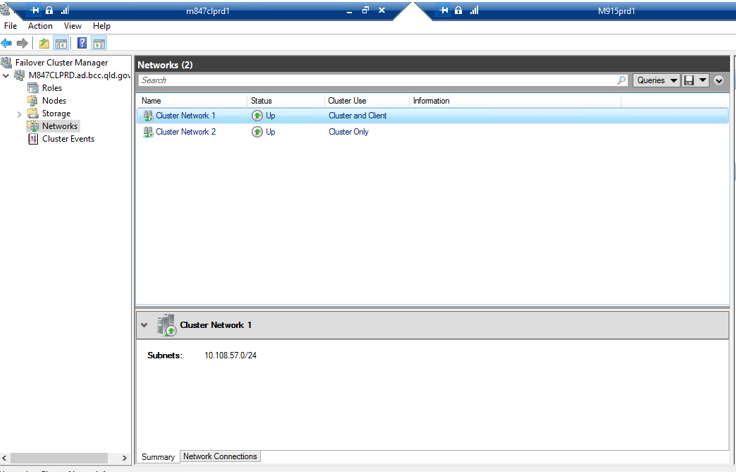 m847clprd1
M915prd1
File Action View Help
Failover Cluster Manager
M847CLPRD.ad.bcc.qld.gov
Roles
Nodes
Storage
Networks
Cluster Events
Networks (2)
Search
Queries
Name Status Cluster Use Information
Cluster Network 1 Up Cluster and Client
Cluster Network 2 Up Cluster Only
Cluster Network 1
Subnets: 10.108.57.0/24
Summary Network Connections